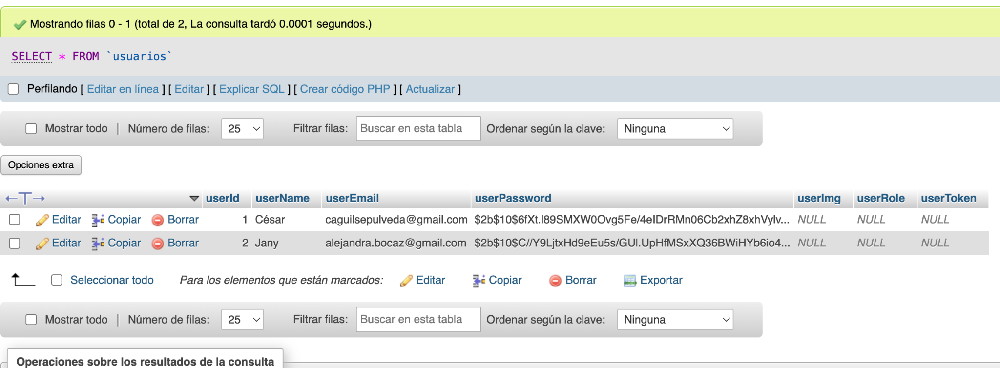 Mostrando filas 0 - 1 (total de 2, La consulta tardó 0.0001 segundos.)
SELECT * FROM `usuarios`
Perfilando [ Editar en línea ] [ Editar ] [ Explicar SQL ] [ Crear código PHP ] [ Actualizar ]
Mostrar todo | Número de filas: 25 Filtrar filas: Buscar en esta tabla Ordenar según la clave: Ninguna
Opciones extra
←T→ userId userName userEmail userPassword userImg userRole userToken
Editar Copiar Borrar 1 César caguilsepulveda@gmail.com $2b$10$6fXt.l89SMXW0Ovg5Fe/4eIDrRMn06Cb2xhZ8xhVylv... NULL NULL NULL
Editar Copiar Borrar 2 Jany alejandra.bocaz@gmail.com $2b$10$C//Y9LjtxHd9eEu5s/GUl.UpHfMSxXQ36BWiHYb6io4... NULL NULL NULL
Seleccionar todo Para los elementos que están marcados: Editar Copiar Borrar Exportar
Mostrar todo | Número de filas: 25 Filtrar filas: Buscar en esta tabla Ordenar según la clave: Ninguna
Operaciones sobre los resultados de la consulta